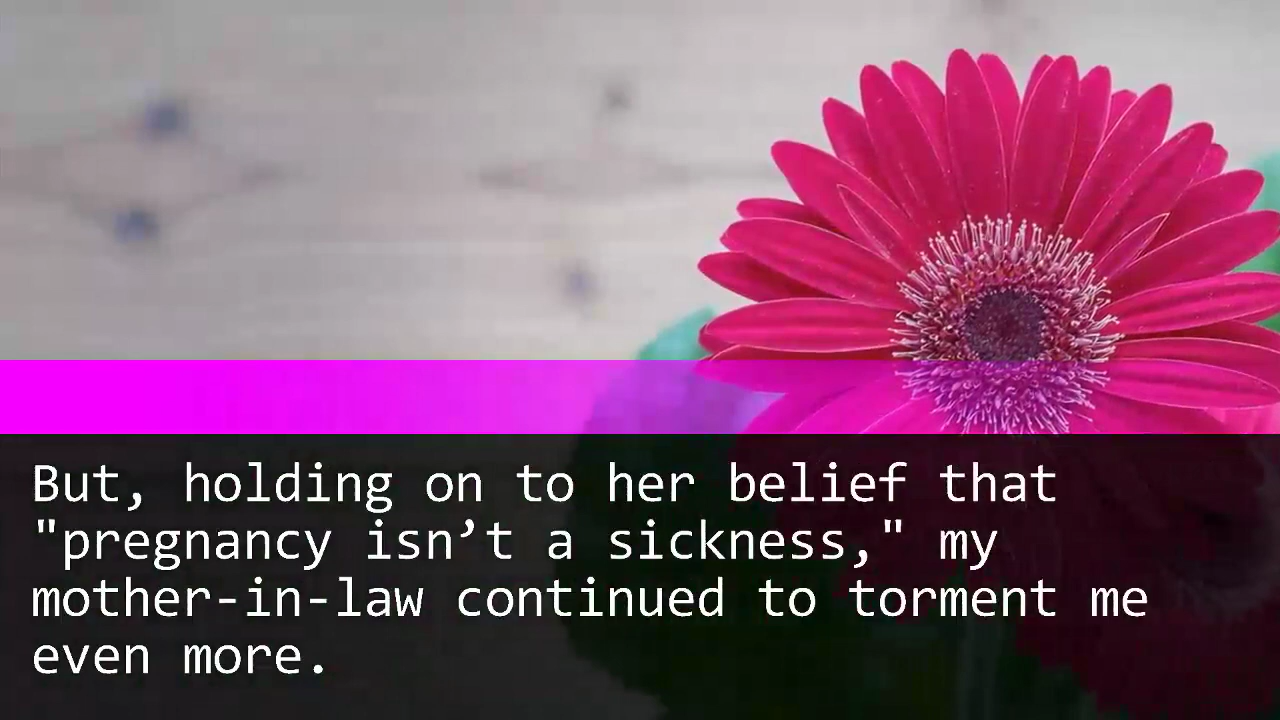 But, holding on to her belief that
"pregnancy isn’t a sickness," my
mother-in-law continued to torment me
even more.